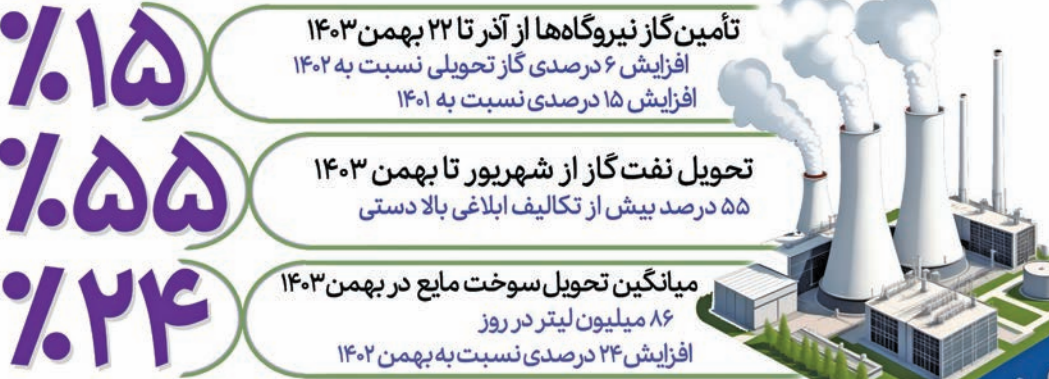 تأمین گاز نیروگاه‌ها از آذر تا ۲۲ بهمن ۱۴۰۳
افزایش ۶ درصدی گاز تحویلی نسبت به ۱۴۰۲
افزایش ۱۵ درصدی نسبت به ۱۴۰۱
٪۱۵
تحویل نفت گاز از شهریور تا بهمن ۱۴۰۳
۵۵ درصد بیش از تکالیف ابلاغی بالا دستی
٪۵۵
میانگین تحویل سوخت مایع در بهمن ۱۴۰۳
۸۶ میلیون لیتر در روز
افزایش ۲۴ درصدی نسبت به بهمن ۱۴۰۲
٪۲۴